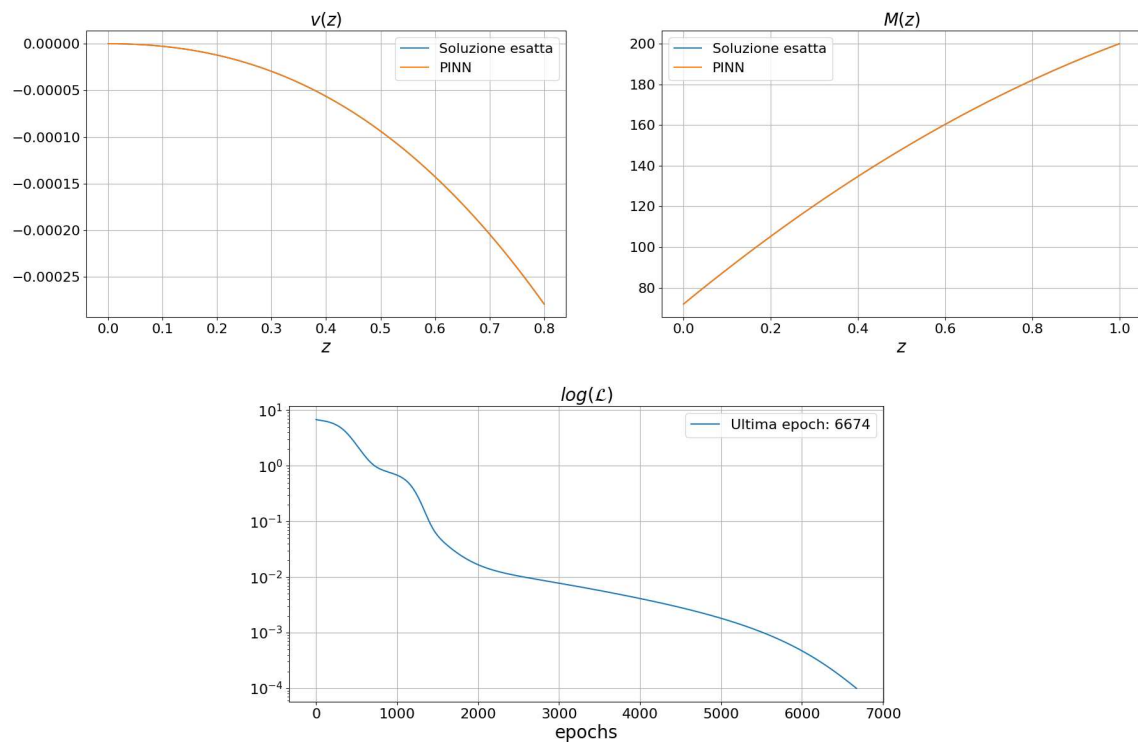 v(z)
0.00000
−0.00005
−0.00010
−0.00015
−0.00020
−0.00025
Soluzione esatta
PINN
0.0 0.1 0.2 0.3 0.4 0.5 0.6 0.7 0.8
z
M(z)
200
180
160
140
120
100
80
Soluzione esatta
PINN
0.0 0.2 0.4 0.6 0.8 1.0
z
log(ℒ)
10¹
10⁰
10⁻¹
10⁻²
10⁻³
10⁻⁴
Ultima epoch: 6674
0 1000 2000 3000 4000 5000 6000 7000
epochs